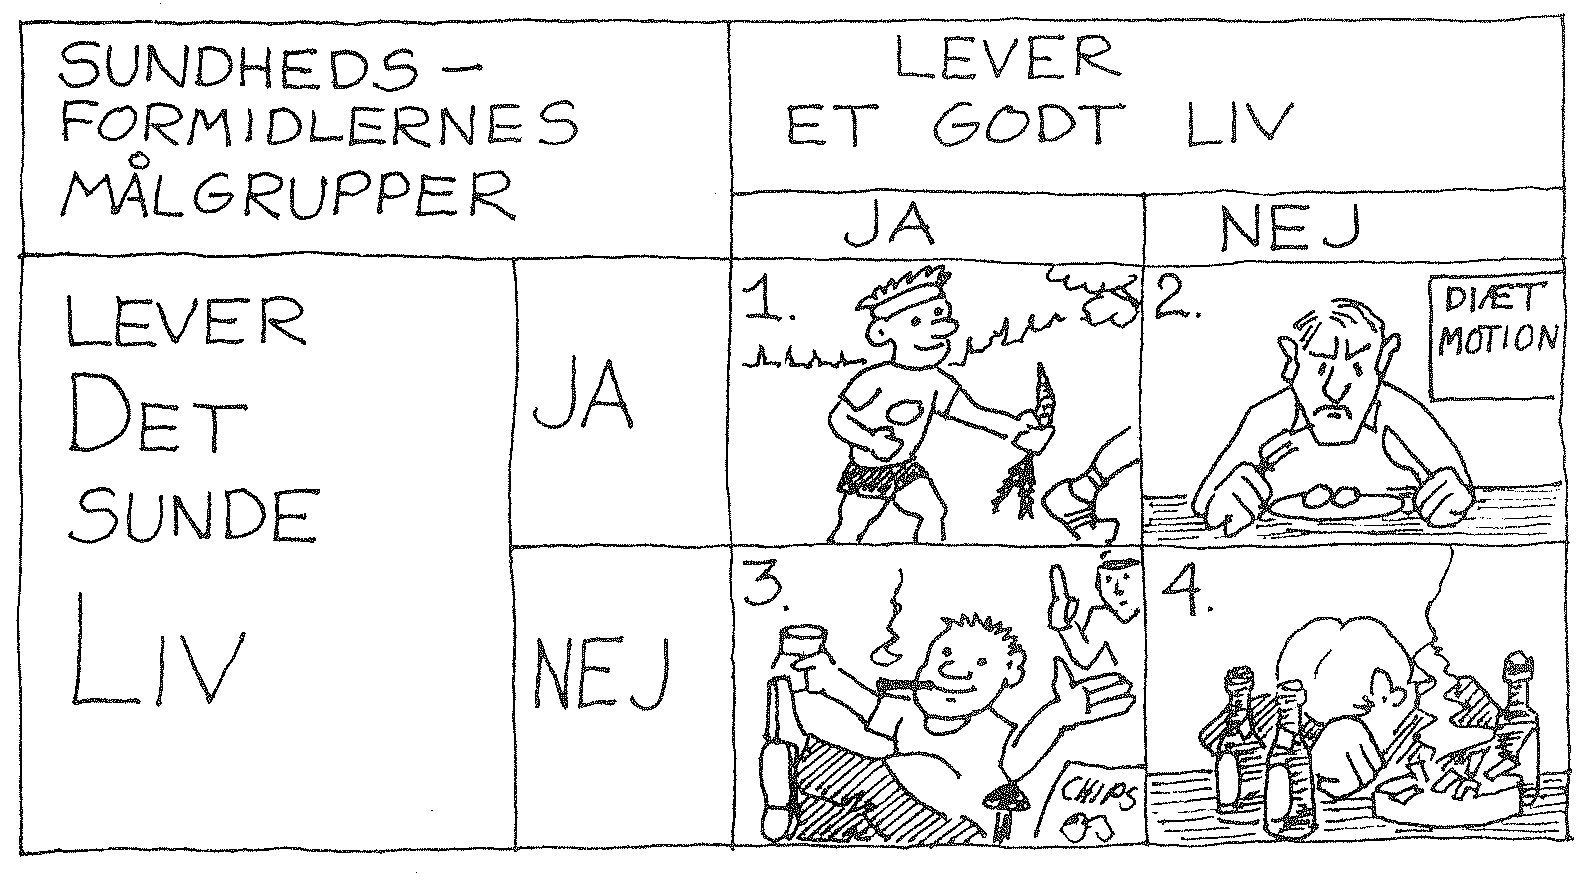 SUNDHEDS-
FORMIDLERNES
MÅLGRUPPER
LEVER
ET GODT LIV
JA
NEJ
LEVER
DET
SUNDE
LIV
JA
NEJ
1.
2.
DIÆT
MOTION
3.
CHIPS
4.